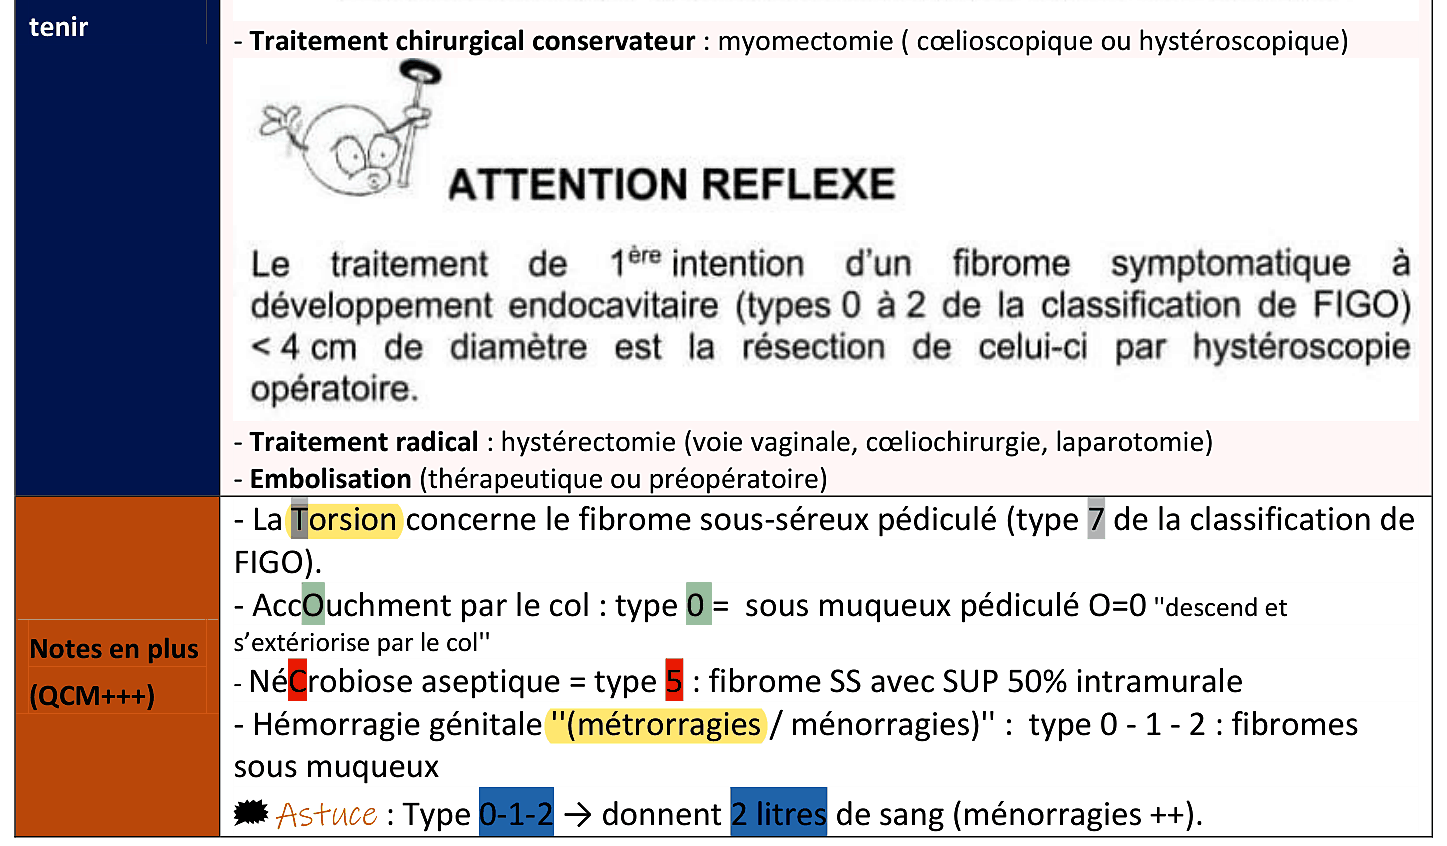 tenir
- Traitement chirurgical conservateur : myomectomie ( cœlioscopique ou hystéroscopique)
ATTENTION REFLEXE
Le traitement de 1ère intention d'un fibrome symptomatique à
développement endocavitaire (types 0 à 2 de la classification de FIGO)
< 4 cm de diamètre est la résection de celui-ci par hystéroscopie
opératoire.
- Traitement radical : hystérectomie (voie vaginale, cœliochirurgie, laparotomie)
- Embolisation (thérapeutique ou préopératoire)
Notes en plus
(QCM+++)
- La Torsion concerne le fibrome sous-séreux pédiculé (type 7 de la classification de
FIGO).
- AccOuchment par le col : type 0 = sous muqueux pédiculé O=0 "descend et
s'extériorise par le col"
- NéCrobiose aseptique = type 5 : fibrome SS avec SUP 50% intramurale
- Hémorragie génitale "(métrorragies / ménorragies)" : type 0 - 1 - 2 : fibromes
sous muqueux
Astuce : Type 0-1-2 → donnent 2 litres de sang (ménorragies ++).